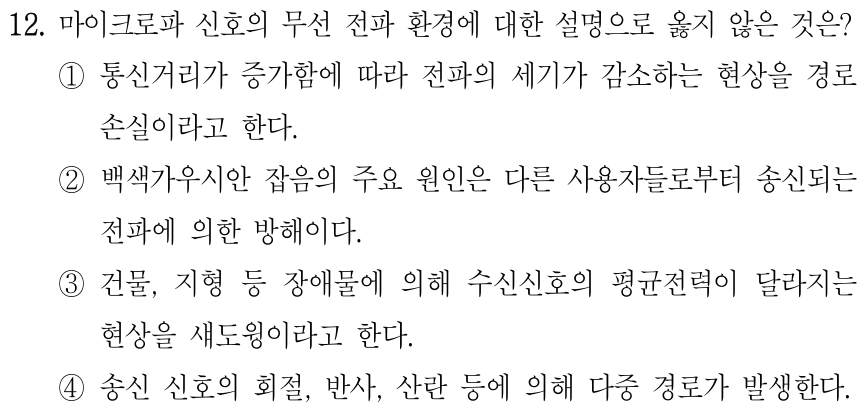 12. 마이크로파 신호의 무선 전파 환경에 대한 설명으로 옳지 않은 것은?
① 통신거리가 증가함에 따라 전파의 세기가 감소하는 현상을 경로
손실이라고 한다.
② 백색가우시안 잡음의 주요 원인은 다른 사용자들로부터 송신되는
전파에 의한 방해이다.
③ 건물, 지형 등 장애물에 의해 수신신호의 평균전력이 달라지는
현상을 섀도윙이라고 한다.
④ 송신 신호의 회절, 반사, 산란 등에 의해 다중 경로가 발생한다.